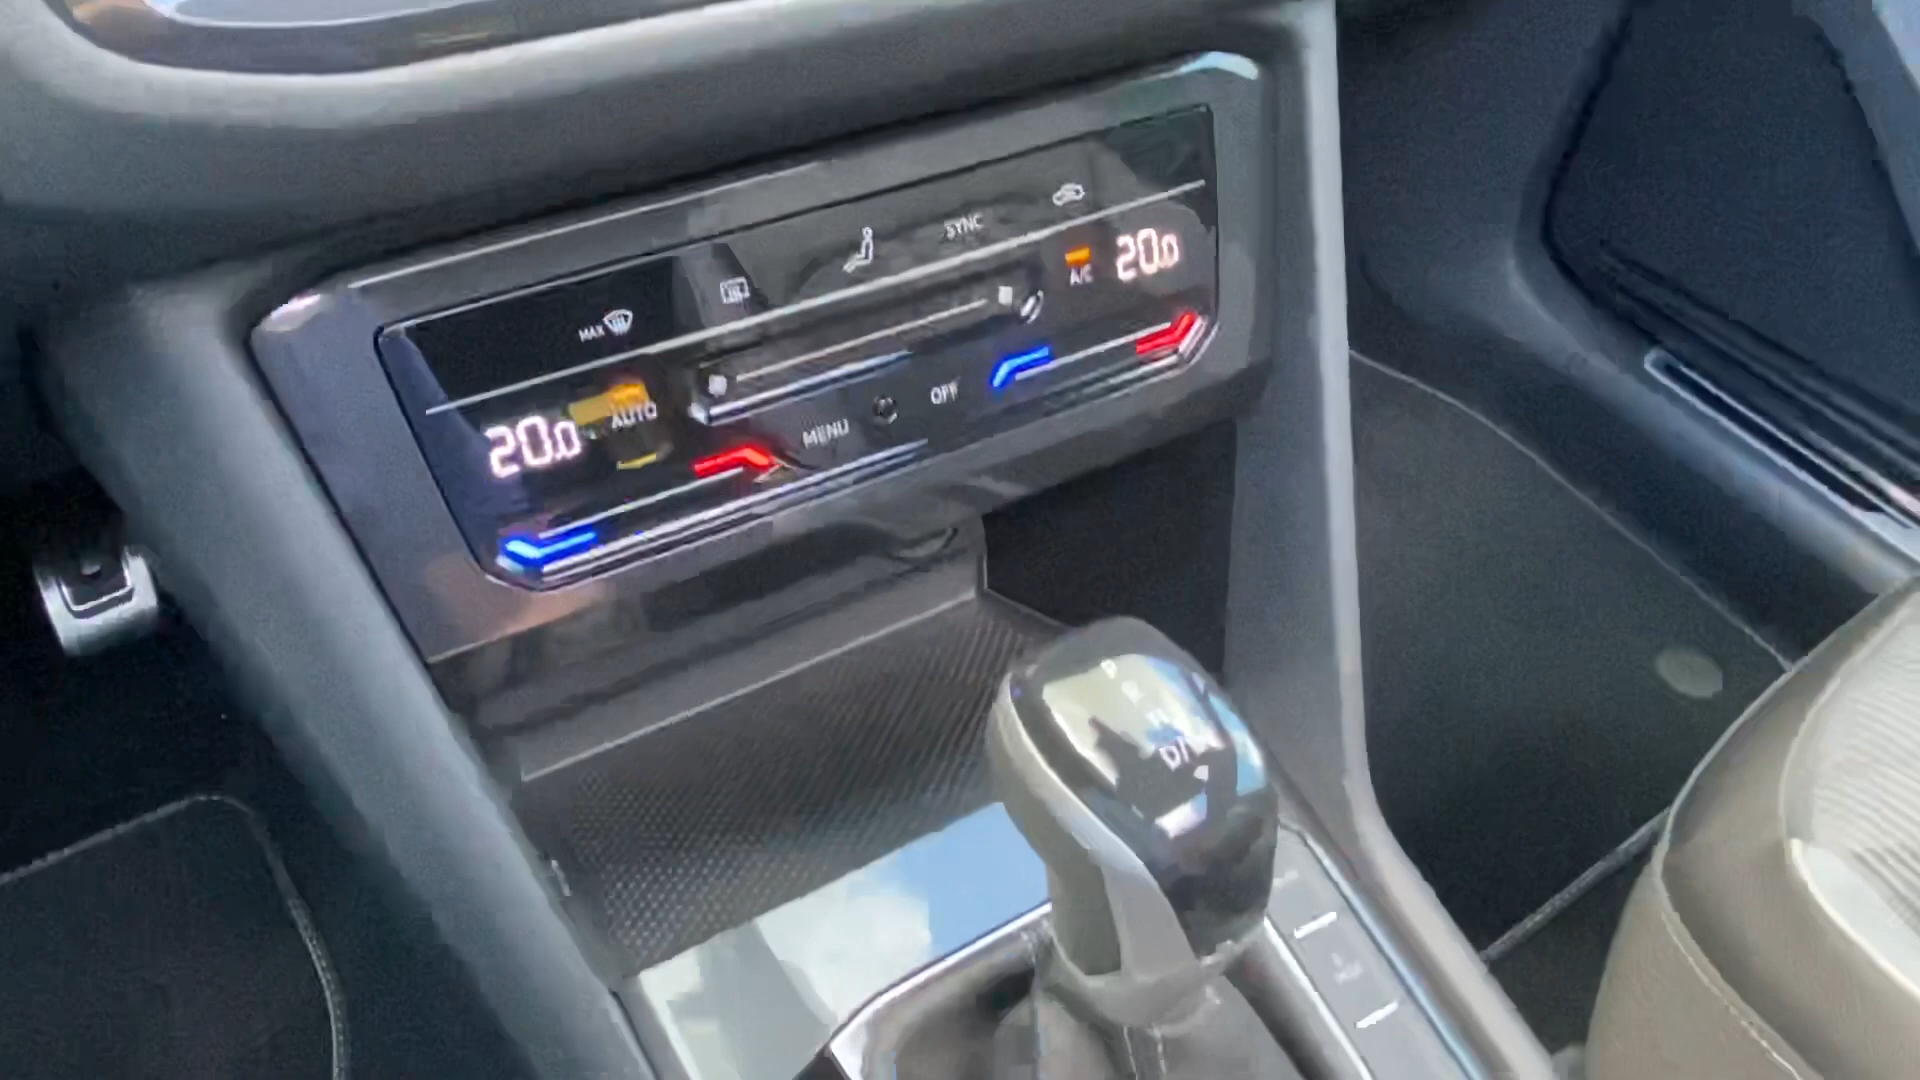 SYNC
A/C 20.0
MAX
20.0 AUTO
MENU OFF
P
R
D/